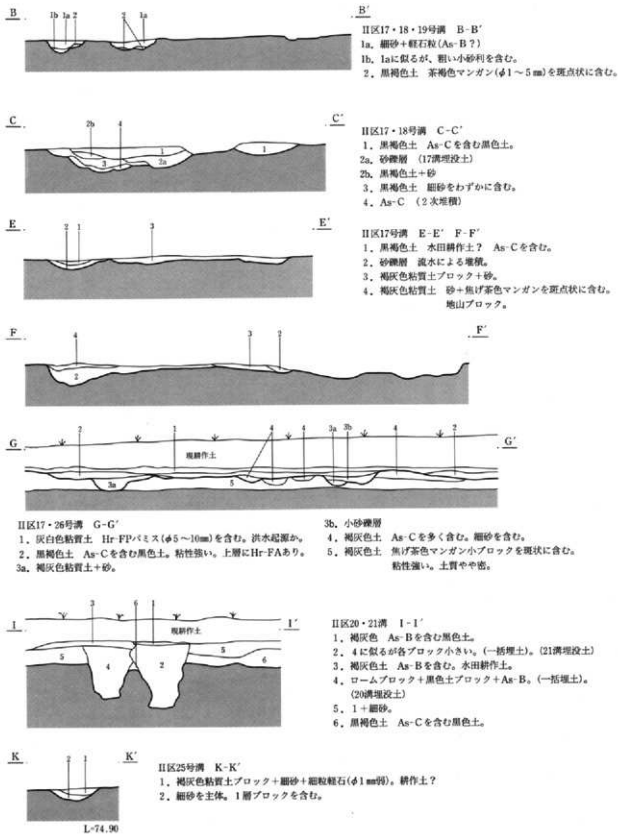 B B′
1b 1a 2 2 1a
II区17・18・19号溝 B-B′
1a．細砂＋軽石粒(As-B？)
1b．1aに似るが、粗い小砂利を含む。
2．黒褐色土 茶褐色マンガン(φ1～5㎜)を斑点状に含む。
C C′
2b 4
1 3 2a 1
II区17・18号溝 C-C′
1．黒褐色土 As-Cを含む黒色土。
2a．砂礫層 （17溝埋没土）
2b．黒褐色土＋砂
3．黒褐色土 細砂をわずかに含む。
4．As-C （2次堆積）
E E′
2 1 3
II区17号溝 E-E′ F-F′
1．黒褐色土 水田耕作土？ As-Cを含む。
2．砂礫層 流水による堆積。
3．褐灰色粘質土ブロック＋砂。
4．褐灰色粘質土 砂＋焦げ茶色マンガンを斑点状に含む。
地山ブロック。
F F′
4 3 2
2
G G′
2 1 4 4 4 3a 3b 4 2
現耕作土
3a 5
II区17・26号溝 G-G′
1．灰白色粘質土 Hr-FPパミス(φ5～10㎜)を含む。洪水起源か。
2．黒褐色土 As-Cを含む黒色土。粘性強い。上層にHr-FAあり。
3a．褐灰色粘質土＋砂。
3b．小砂礫層
4．褐灰色土 As-Cを多く含む。細砂を含む。
5．褐灰色土 焦げ茶色マンガン小ブロックを斑状に含む。
粘性強い。土質やや密。
I I′
3 6 1
現耕作土
5 4 2 5 6
II区20・21溝 I-I′
1．褐灰色 As-Bを含む黒色土。
2．4に似るが各ブロック小さい。(一括埋土)。(21溝埋没土)
3．褐灰色土 As-Bを含む。水田耕作土。
4．ロームブロック＋黒色土ブロック＋As-B。(一括埋土)。
(20溝埋没土)
5．1＋細砂。
6．黒褐色土 As-Cを含む黒色土。
K K′
2 1
II区25号溝 K-K′
1．褐灰色粘質土ブロック＋細砂＋細粒軽石(φ1㎜弱)。耕作土？
2．細砂を主体。1層ブロックを含む。
L=74.90